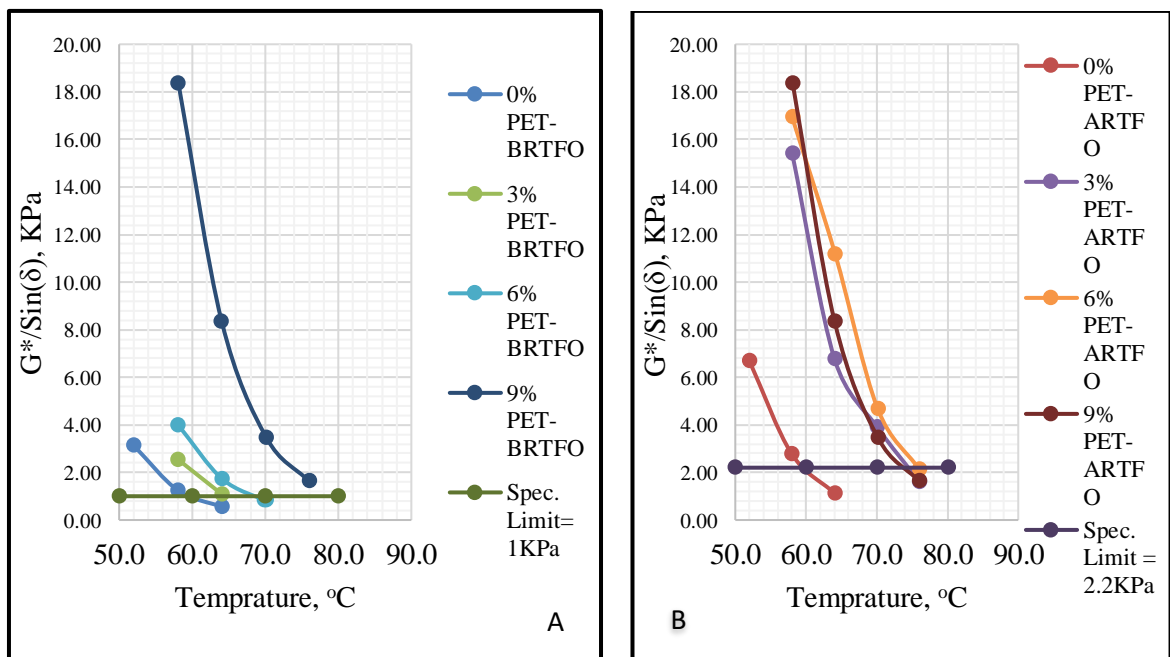 20.00
18.00
16.00
14.00
12.00
10.00
8.00
6.00
4.00
2.00
0.00
50.0 60.0 70.0 80.0 90.0
G*/Sin(δ), KPa
Temprature, ᵒC
0%
PET-
BRTFO
3%
PET-
BRTFO
6%
PET-
BRTFO
9%
PET-
BRTFO
Spec.
Limit=
1KPa
A
20.00
18.00
16.00
14.00
12.00
10.00
8.00
6.00
4.00
2.00
0.00
50.0 60.0 70.0 80.0 90.0
G*/Sin(δ), KPa
Temprature, ᵒC
0%
PET-
ARTF
O
3%
PET-
ARTF
O
6%
PET-
ARTF
O
9%
PET-
ARTF
O
Spec.
Limit =
2.2KPa
B